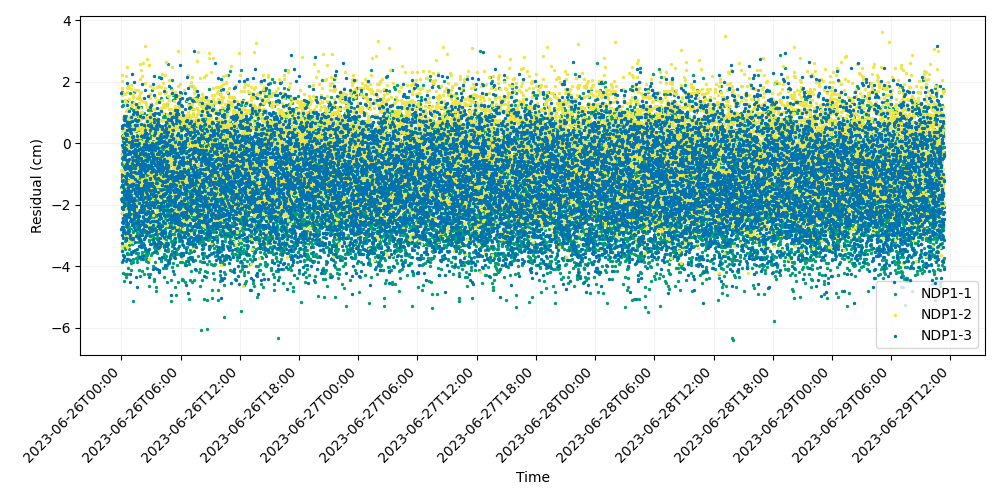 4
2
0
−2
−4
−6
Residual (cm)
NDP1-1
NDP1-2
NDP1-3
2023-06-26T00:00
2023-06-26T06:00
2023-06-26T12:00
2023-06-26T18:00
2023-06-27T00:00
2023-06-27T06:00
2023-06-27T12:00
2023-06-27T18:00
2023-06-28T00:00
2023-06-28T06:00
2023-06-28T12:00
2023-06-28T18:00
2023-06-29T00:00
2023-06-29T06:00
2023-06-29T12:00
Time